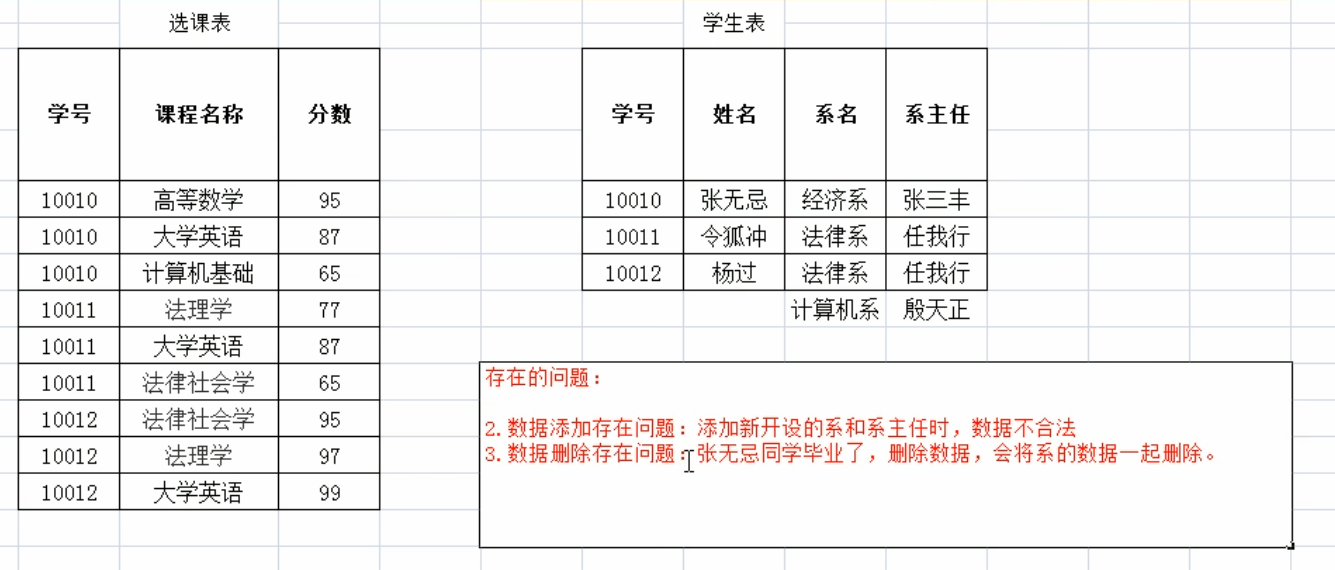 选课表
学号 课程名称 分数
10010 高等数学 95
10010 大学英语 87
10010 计算机基础 65
10011 法理学 77
10011 大学英语 87
10011 法律社会学 65
10012 法律社会学 95
10012 法理学 97
10012 大学英语 99
学生表
学号 姓名 系名 系主任
10010 张无忌 经济系 张三丰
10011 令狐冲 法律系 任我行
10012 杨过 法律系 任我行
计算机系 殷天正
存在的问题：
2.数据添加存在问题：添加新开设的系和系主任时，数据不合法
3.数据删除存在问题：张无忌同学毕业了，删除数据，会将系的数据一起删除。